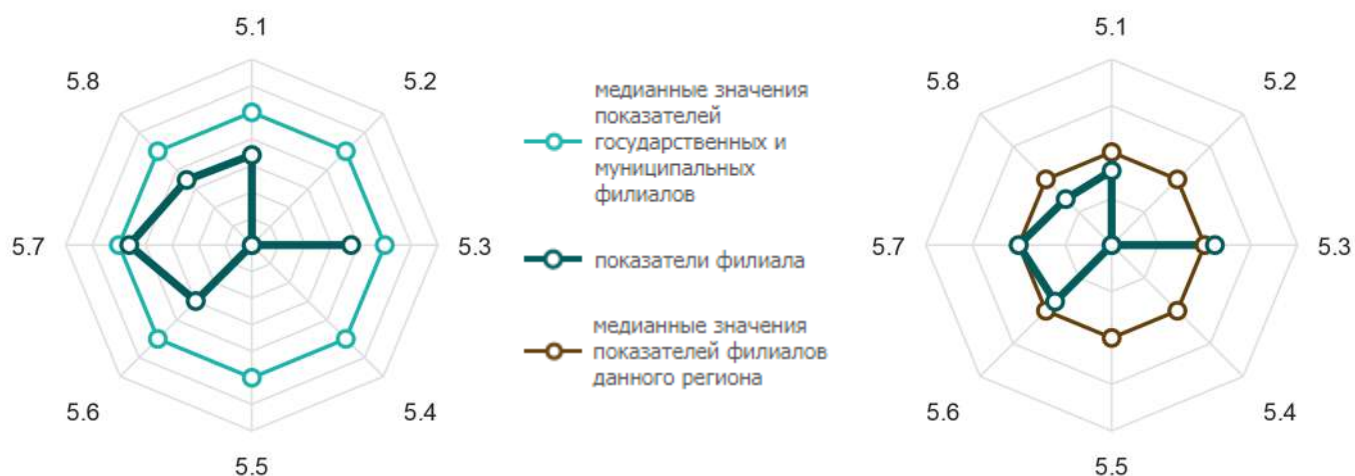 5.1
5.8
5.2
5.7
5.3
5.6
5.4
5.5
медианные значения
показателей
государственных и
муниципальных
филиалов
показатели филиала
медианные значения
показателей филиалов
данного региона
5.1
5.8
5.2
5.7
5.3
5.6
5.4
5.5